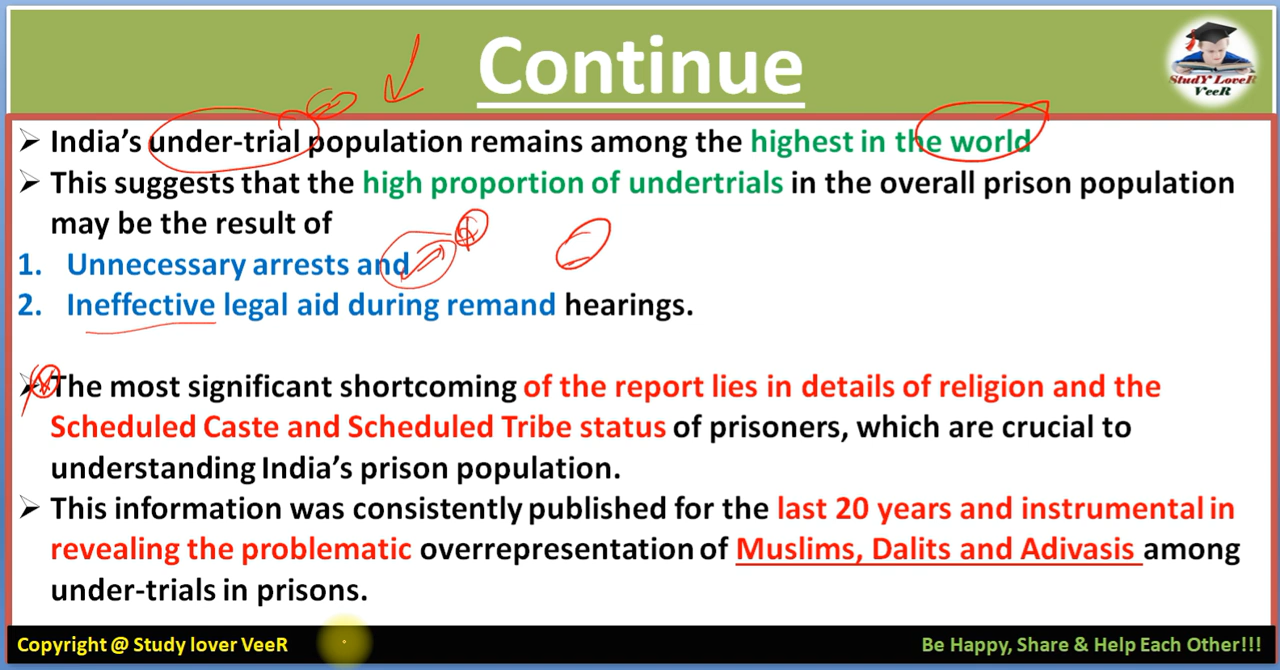 Continue
StudY LoveR
VeeR
➤ India's under-trial population remains among the highest in the world
➤ This suggests that the high proportion of undertrials in the overall prison population
may be the result of
1. Unnecessary arrests and
2. Ineffective legal aid during remand hearings.
➤ The most significant shortcoming of the report lies in details of religion and the
Scheduled Caste and Scheduled Tribe status of prisoners, which are crucial to
understanding India's prison population.
➤ This information was consistently published for the last 20 years and instrumental in
revealing the problematic overrepresentation of Muslims, Dalits and Adivasis among
under-trials in prisons.
Copyright @ Study lover VeeR
Be Happy, Share & Help Each Other!!!